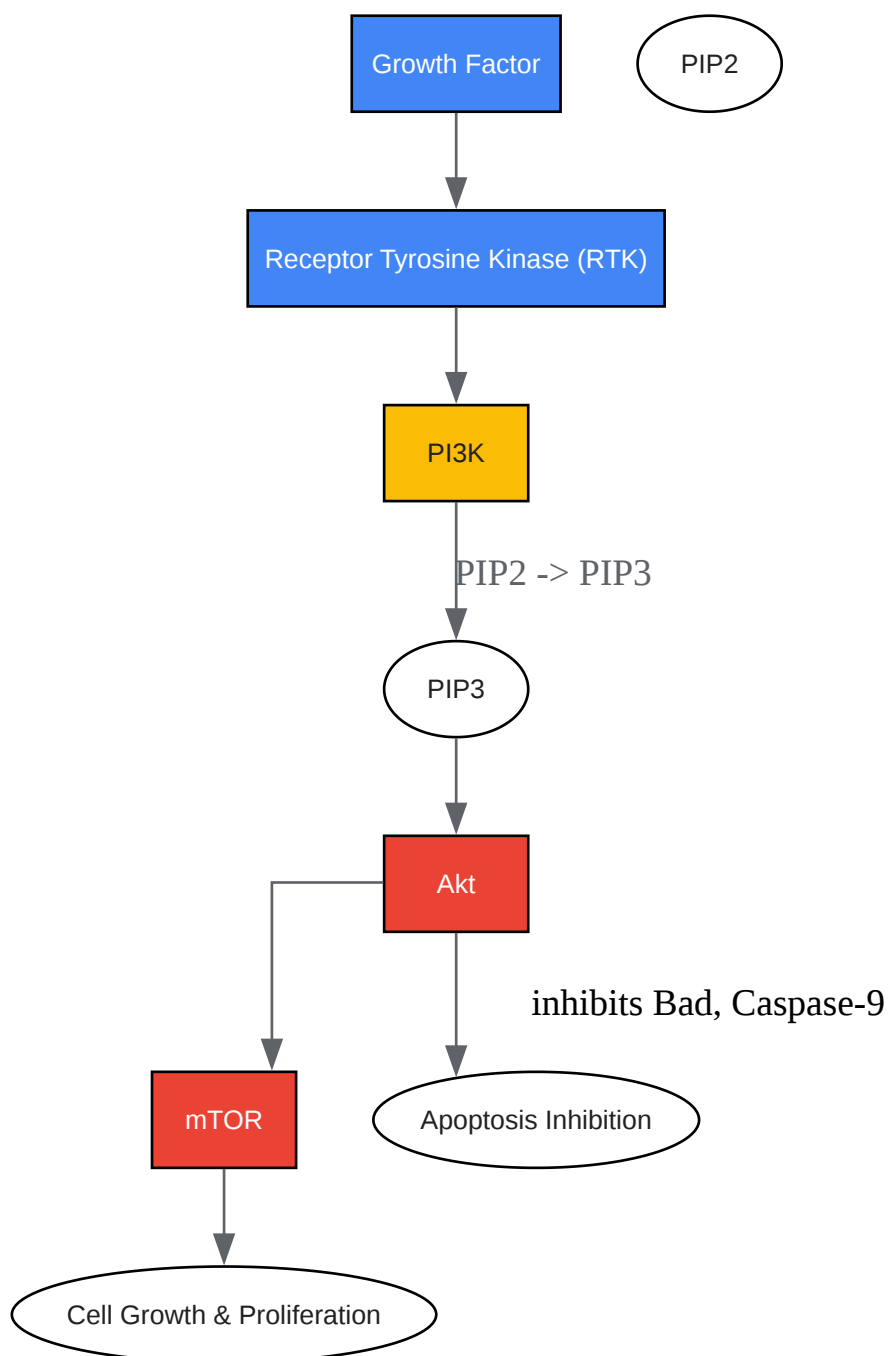 Growth Factor
PIP2
Receptor Tyrosine Kinase (RTK)
PI3K
PIP2 -> PIP3
PIP3
Akt
inhibits Bad, Caspase-9
mTOR
Apoptosis Inhibition
Cell Growth & Proliferation